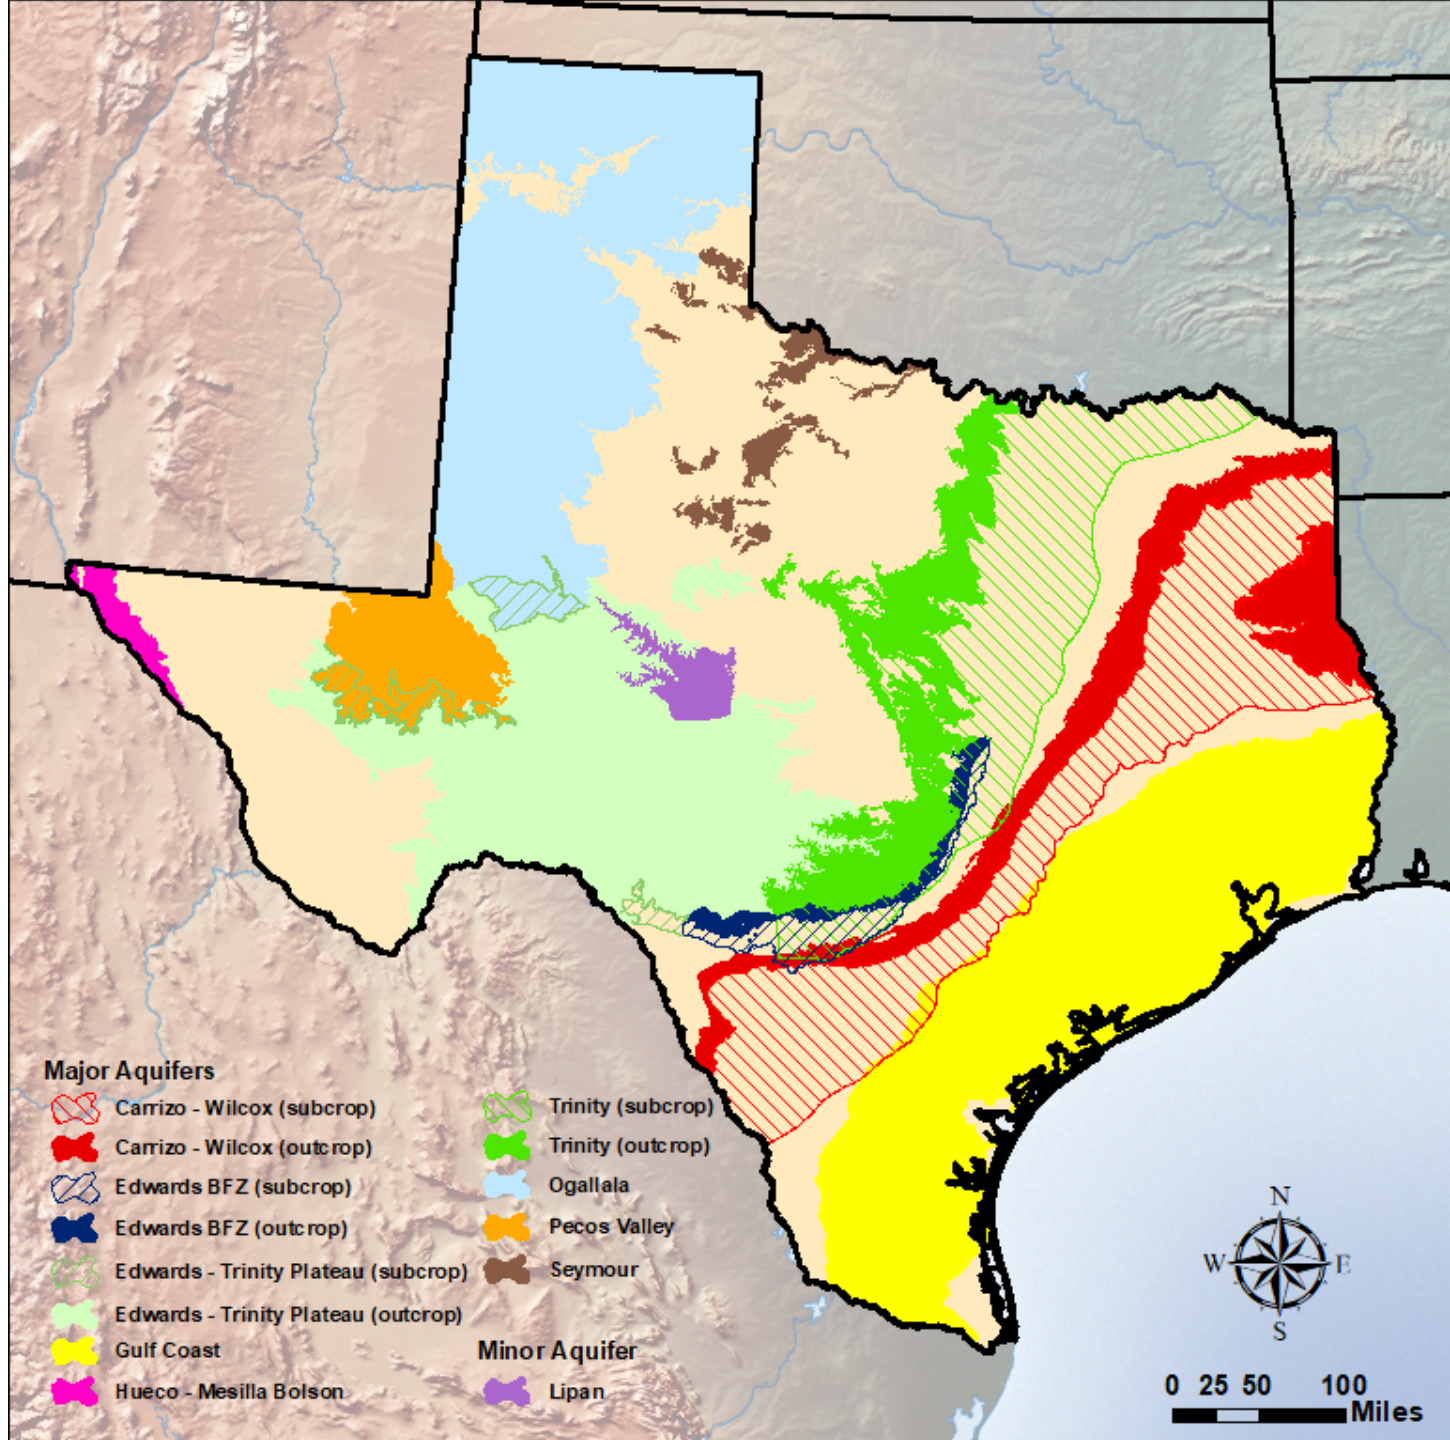 Major Aquifers
Carrizo - Wilcox (subcrop)
Carrizo - Wilcox (outcrop)
Edwards BFZ (subcrop)
Edwards BFZ (outcrop)
Edwards - Trinity Plateau (subcrop)
Edwards - Trinity Plateau (outcrop)
Gulf Coast
Hueco - Mesilla Bolson
Trinity (subcrop)
Trinity (outcrop)
Ogallala
Pecos Valley
Seymour
Minor Aquifer
Lipan
N
W E
S
0 25 50 100
Miles